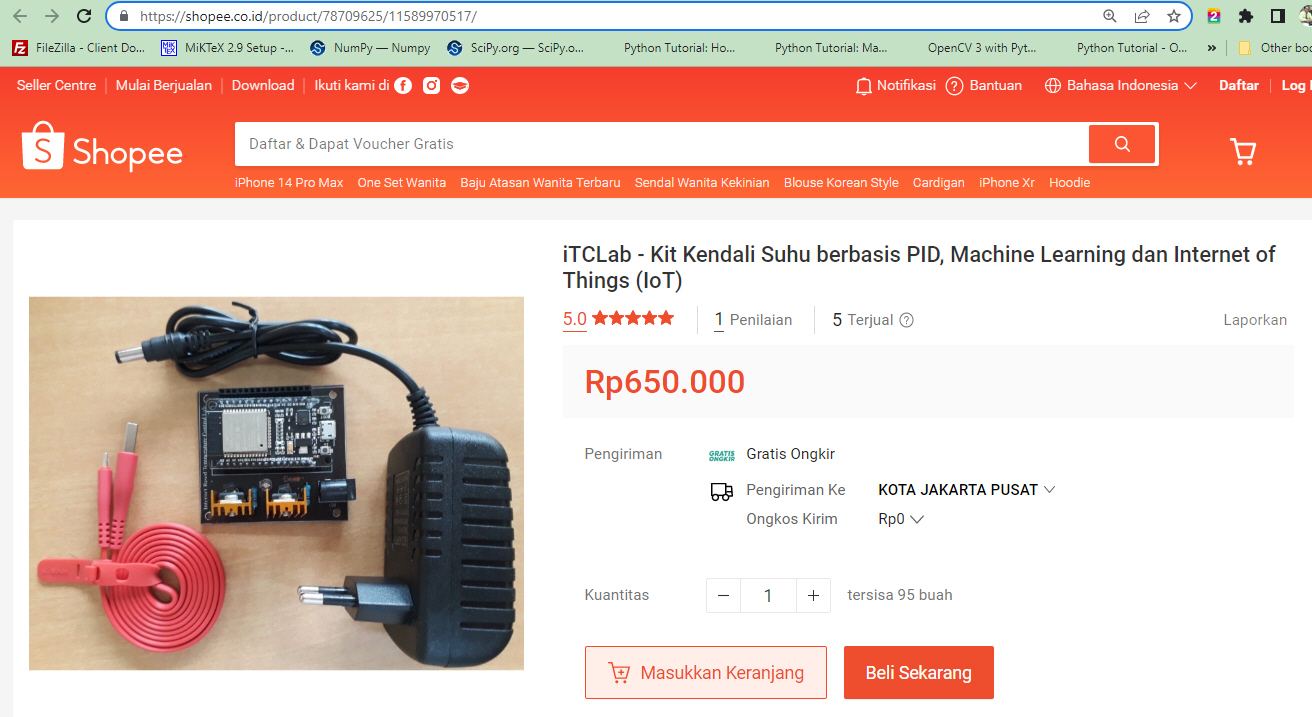 https://shopee.co.id/product/78709625/11589970517/
FileZilla - Client Do...
MiKTeX 2.9 Setup -...
NumPy — Numpy
SciPy.org — SciPy.o...
Python Tutorial: Ho...
Python Tutorial: Ma...
OpenCV 3 with Pyt...
Python Tutorial - O...
»
Other boo
Seller Centre
Mulai Berjualan
Download
Ikuti kami di
Notifikasi
Bantuan
Bahasa Indonesia
Daftar
Log I
Shopee
Daftar & Dapat Voucher Gratis
iPhone 14 Pro Max
One Set Wanita
Baju Atasan Wanita Terbaru
Sendal Wanita Kekinian
Blouse Korean Style
Cardigan
iPhone Xr
Hoodie
iTCLab - Kit Kendali Suhu berbasis PID, Machine Learning dan Internet of
Things (IoT)
5.0
1 Penilaian
5 Terjual
Laporkan
Rp650.000
Internet Based Temperature Control Lab
Pengiriman
GRATIS ONGKIR
Gratis Ongkir
Pengiriman Ke
KOTA JAKARTA PUSAT
Ongkos Kirim
Rp0
Kuantitas
− 1 +
tersisa 95 buah
Masukkan Keranjang
Beli Sekarang